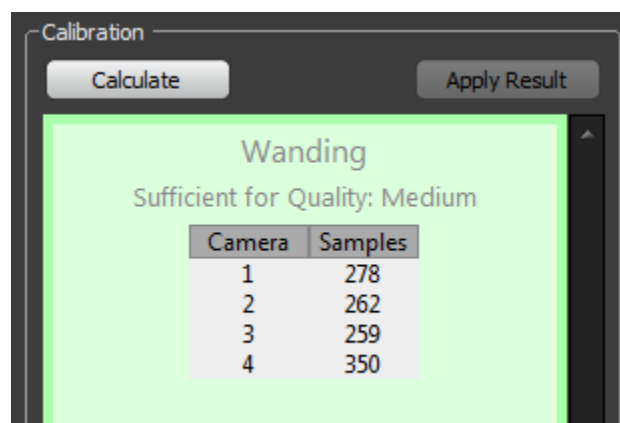 Calibration
Calculate Apply Result
Wanding
Sufficient for Quality: Medium
Camera Samples
1 278
2 262
3 259
4 350